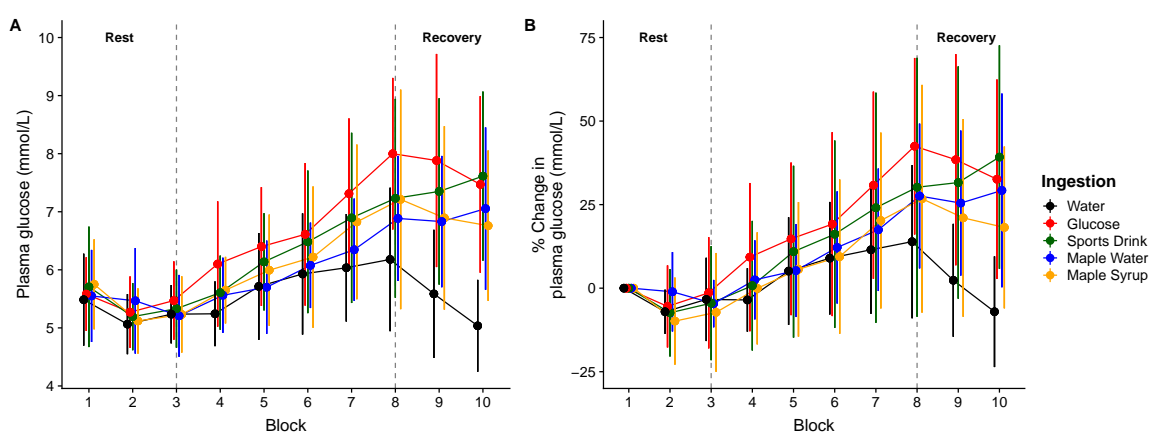 A
Rest
Recovery
Plasma glucose (mmol/L)
10
9
8
7
6
5
4
1 2 3 4 5 6 7 8 9 10
Block
B
Rest
Recovery
% Change in
plasma glucose (mmol/L)
75
50
25
0
−25
1 2 3 4 5 6 7 8 9 10
Block
Ingestion
Water
Glucose
Sports Drink
Maple Water
Maple Syrup